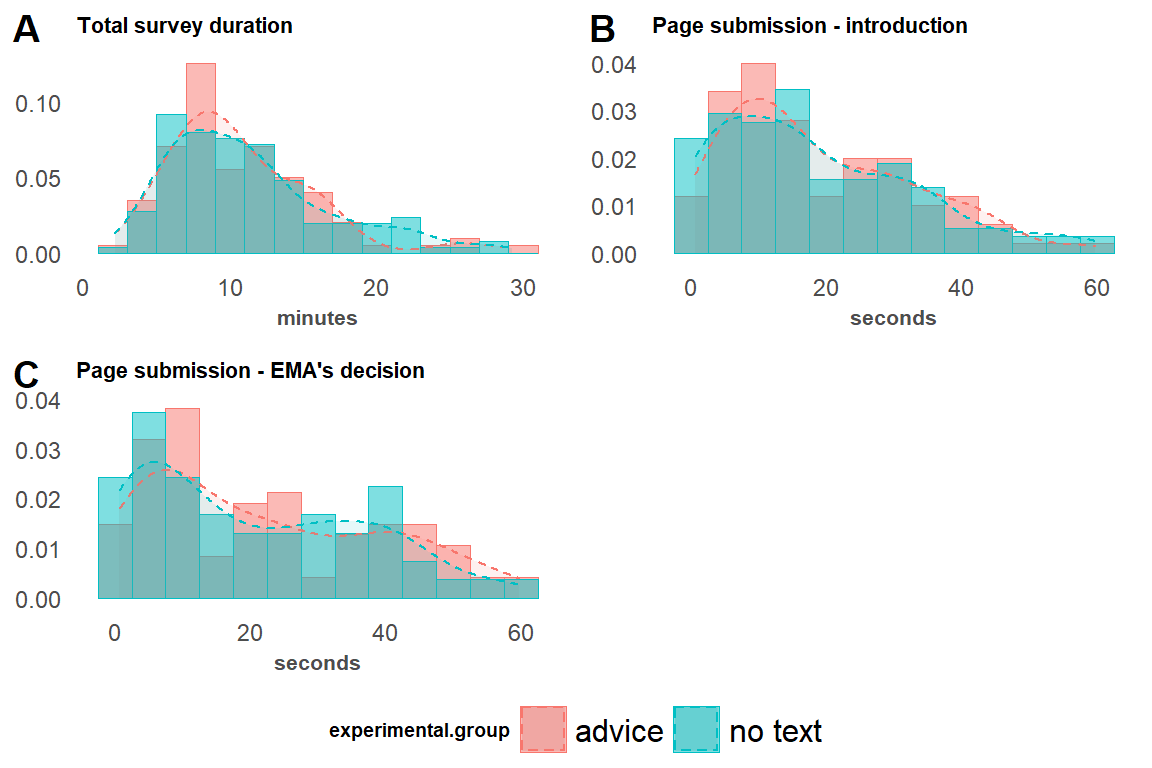 A Total survey duration
0.10
0.05
0.00
0 10 20 30
minutes
B Page submission - introduction
0.04
0.03
0.02
0.01
0.00
0 20 40 60
seconds
C Page submission - EMA's decision
0.04
0.03
0.02
0.01
0.00
0 20 40 60
seconds
experimental.group advice no text